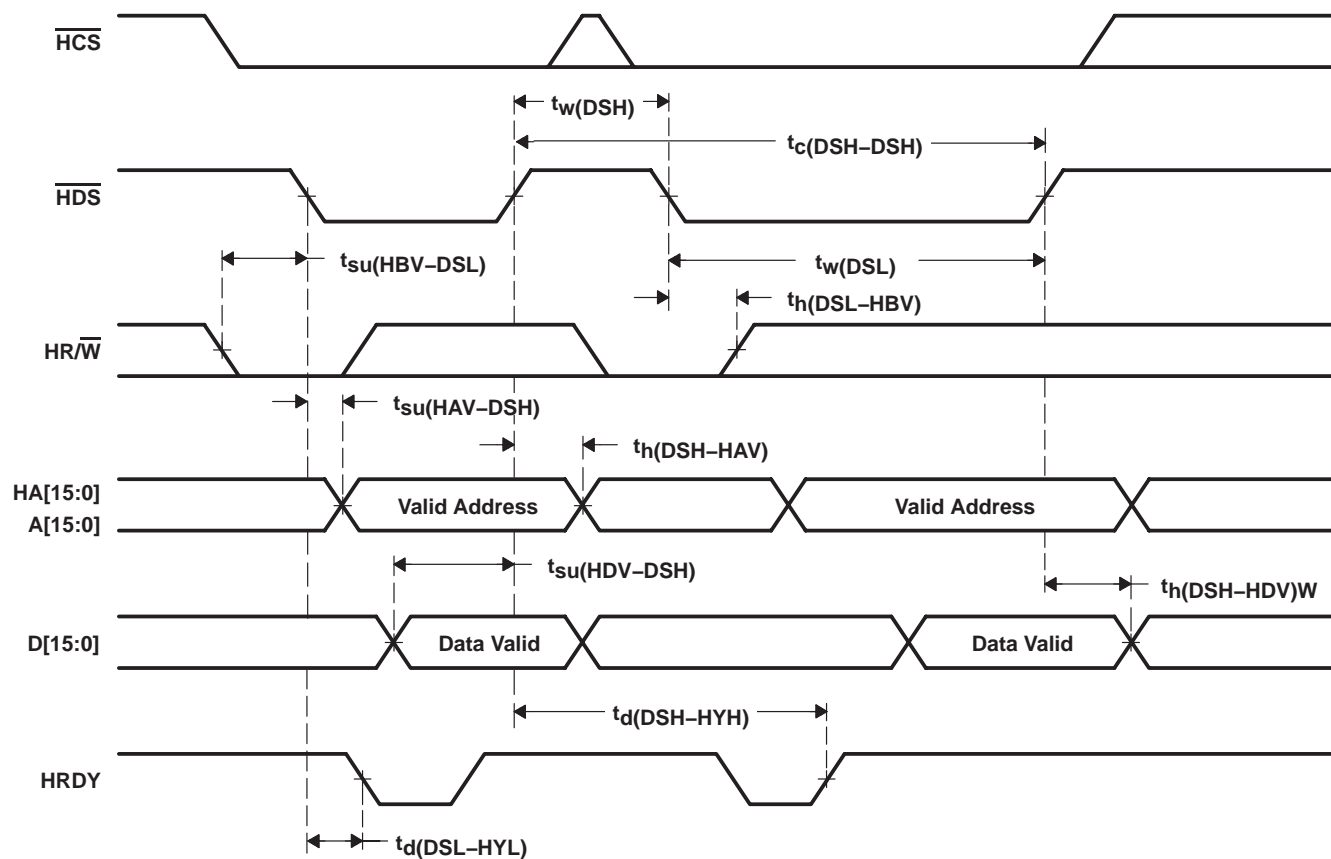 HCS
tw(DSH)
tc(DSH–DSH)
HDS
tsu(HBV–DSL)
tw(DSL)
th(DSL–HBV)
HR/W
tsu(HAV–DSH)
th(DSH–HAV)
HA[15:0]
Valid Address
Valid Address
A[15:0]
tsu(HDV–DSH)
th(DSH–HDV)W
D[15:0]
Data Valid
Data Valid
td(DSH–HYH)
HRDY
td(DSL–HYL)